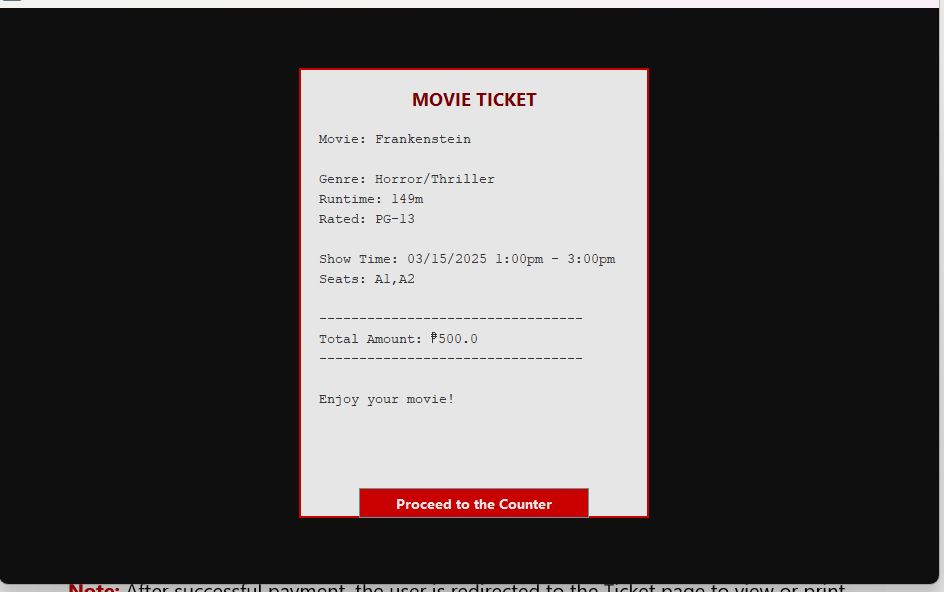 MOVIE TICKET
Movie: Frankenstein
Genre: Horror/Thriller
Runtime: 149m
Rated: PG-13
Show Time: 03/15/2025 1:00pm - 3:00pm
Seats: A1,A2
---------------------------------
Total Amount: ₱500.0
---------------------------------
Enjoy your movie!
Proceed to the Counter
Note: After successful payment, the user is redirected to the Ticket page to view or print